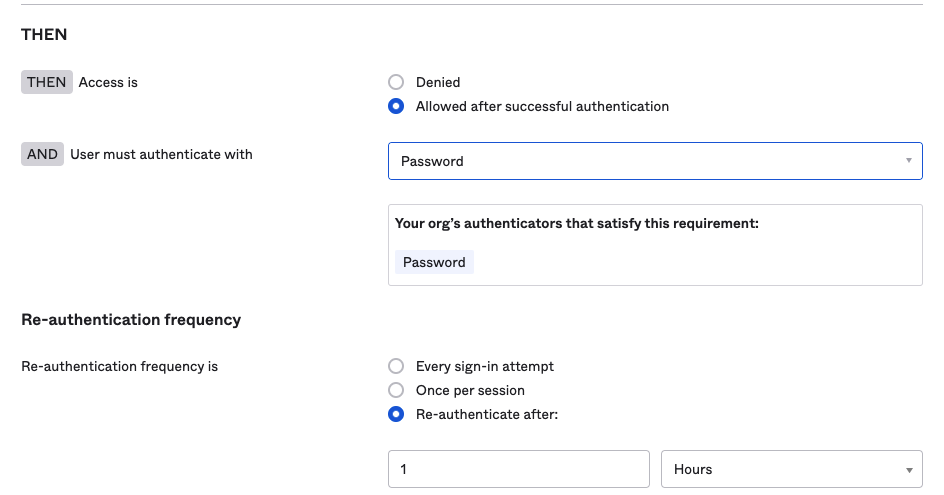 THEN
THEN Access is
Denied
Allowed after successful authentication
AND User must authenticate with
Password
Your org’s authenticators that satisfy this requirement:
Password
Re-authentication frequency
Re-authentication frequency is
Every sign-in attempt
Once per session
Re-authenticate after:
1 Hours